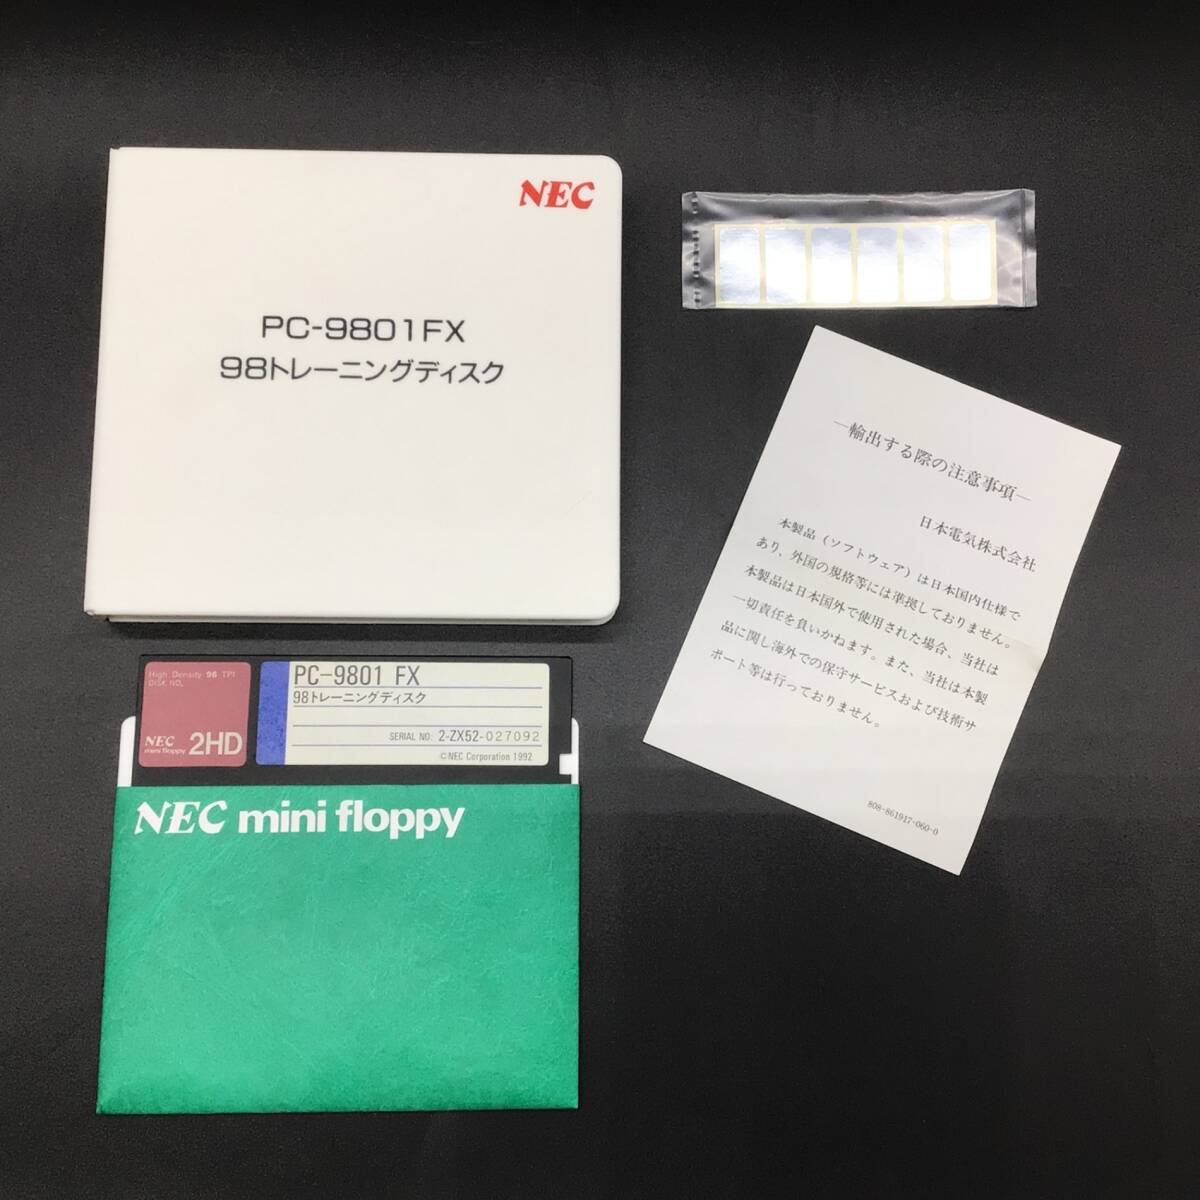 NEC
PC-9801FX
98トレーニングディスク
High Density 96 TPI
DISK NO.
NEC
mini floppy 2HD
PC-9801 FX
98トレーニングディスク
SERIAL NO: 2-ZX52-027092
©NEC Corporation 1992
NEC mini floppy
―輸出する際の注意事項―
日本電気株式会社
本製品(ソフトウェア)は日本国内仕様で
あり、外国の規格等には準拠しておりません。
本製品は日本国外で使用された場合、当社は
一切責任を負いかねます。また、当社は本製
品に関し海外での保守サービスおよび技術サ
ポート等は行っておりません。
808-861917-060-0